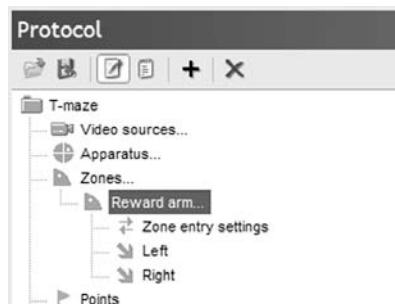 Protocol
T-maze
Video sources...
Apparatus...
Zones...
Reward arm...
Zone entry settings
Left
Right
Points